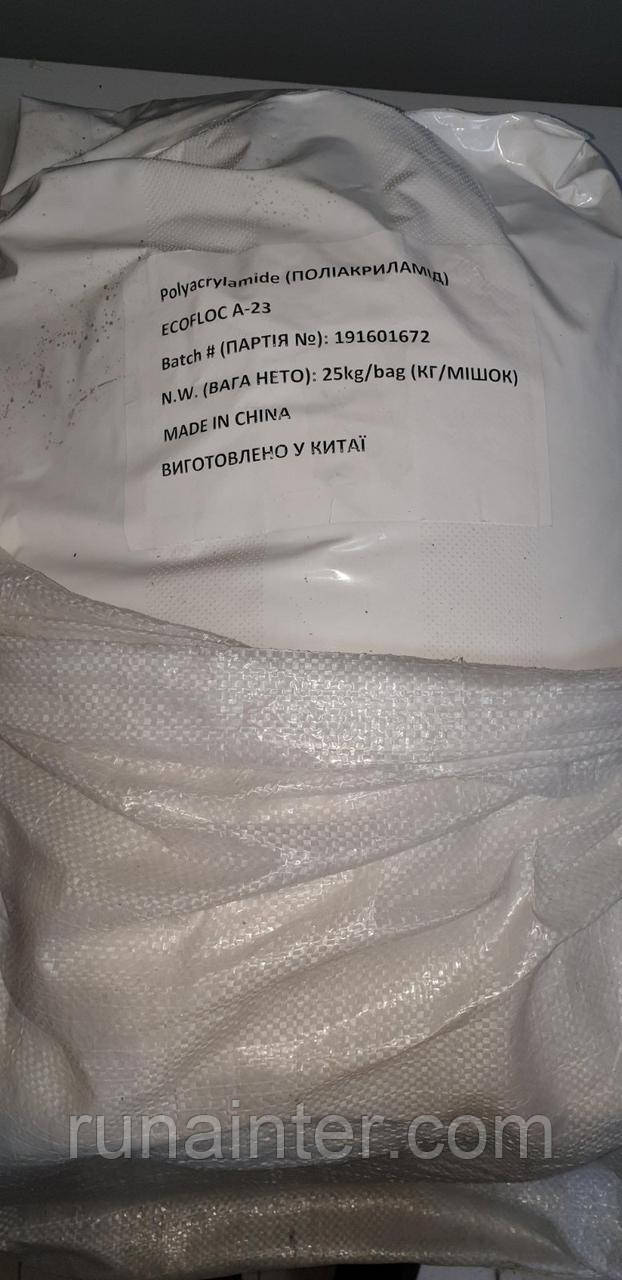 Polyacrylamide (ПОЛІАКРИЛАМІД)
ECOFLOC A-23
Batch # (ПАРТІЯ №): 191601672
N.W. (ВАГА НЕТО): 25kg/bag (КГ/МІШОК)
MADE IN CHINA
ВИГОТОВЛЕНО У КИТАЇ
runainter.com